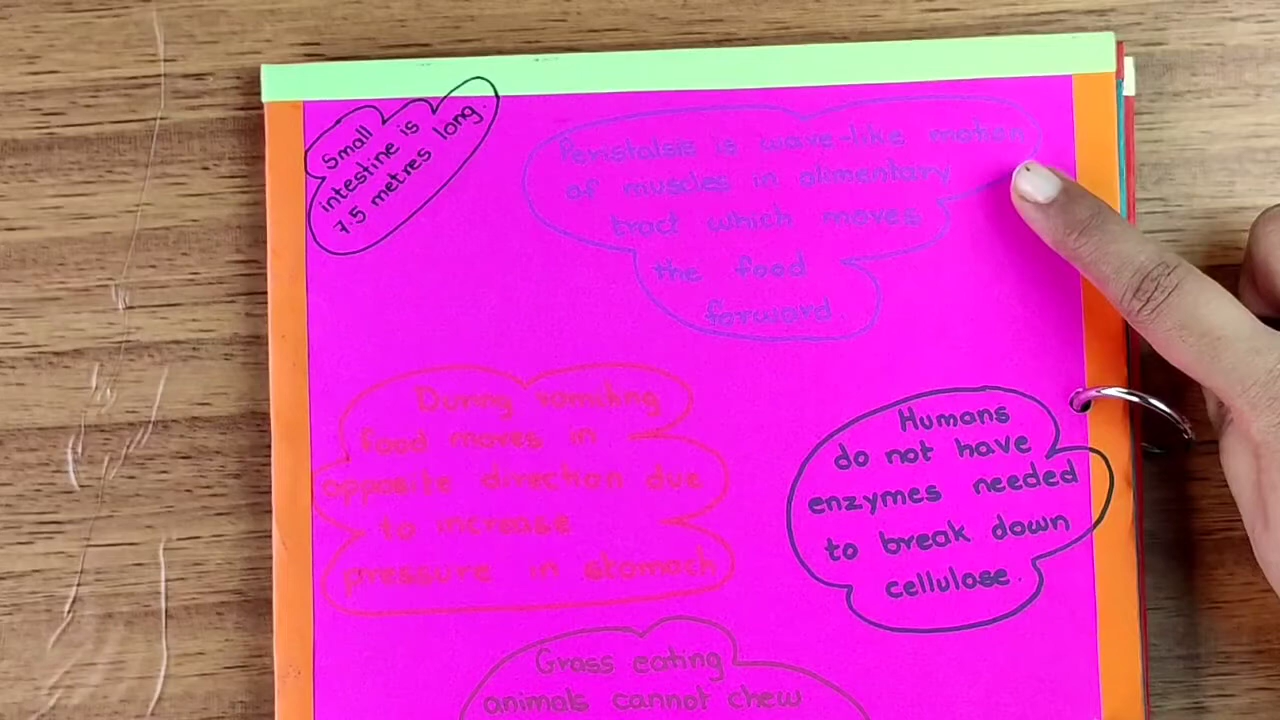 Small
intestine is
7.5 metres long.
Peristalsis is wave-like motion
of muscles in alimentary
tract which moves
the food
forward
During vomiting
food moves in
opposite direction due
to increase
pressure in stomach
Humans
do not have
enzymes needed
to break down
cellulose.
Grass eating
animals cannot chew